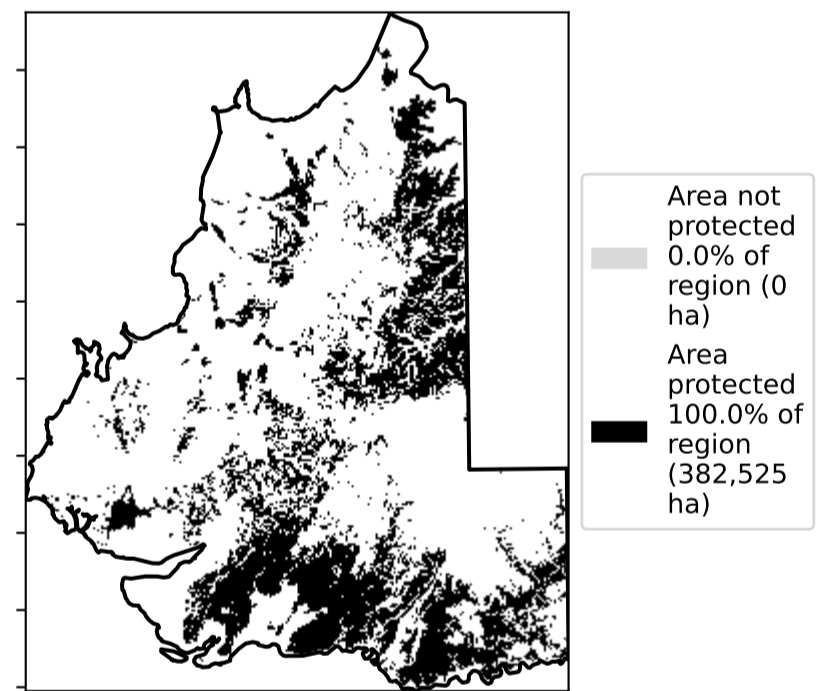 Area not
protected
0.0% of
region (0
ha)
Area
protected
100.0% of
region
(382,525
ha)